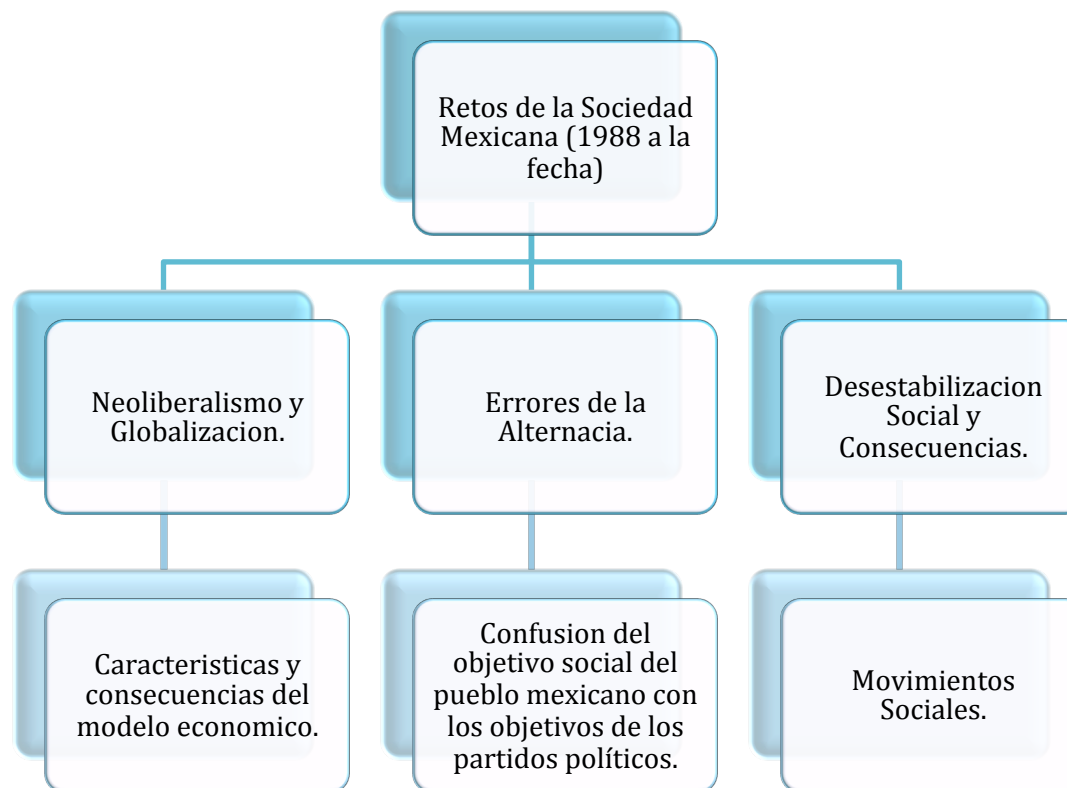 Retos de la Sociedad
Mexicana (1988 a la
fecha)
Neoliberalismo y
Globalizacion.
Errores de la
Alternacia.
Desestabilizacion
Social y
Consecuencias.
Caracteristicas y
consecuencias del
modelo economico.
Confusion del
objetivo social del
pueblo mexicano con
los objetivos de los
partidos políticos.
Movimientos
Sociales.